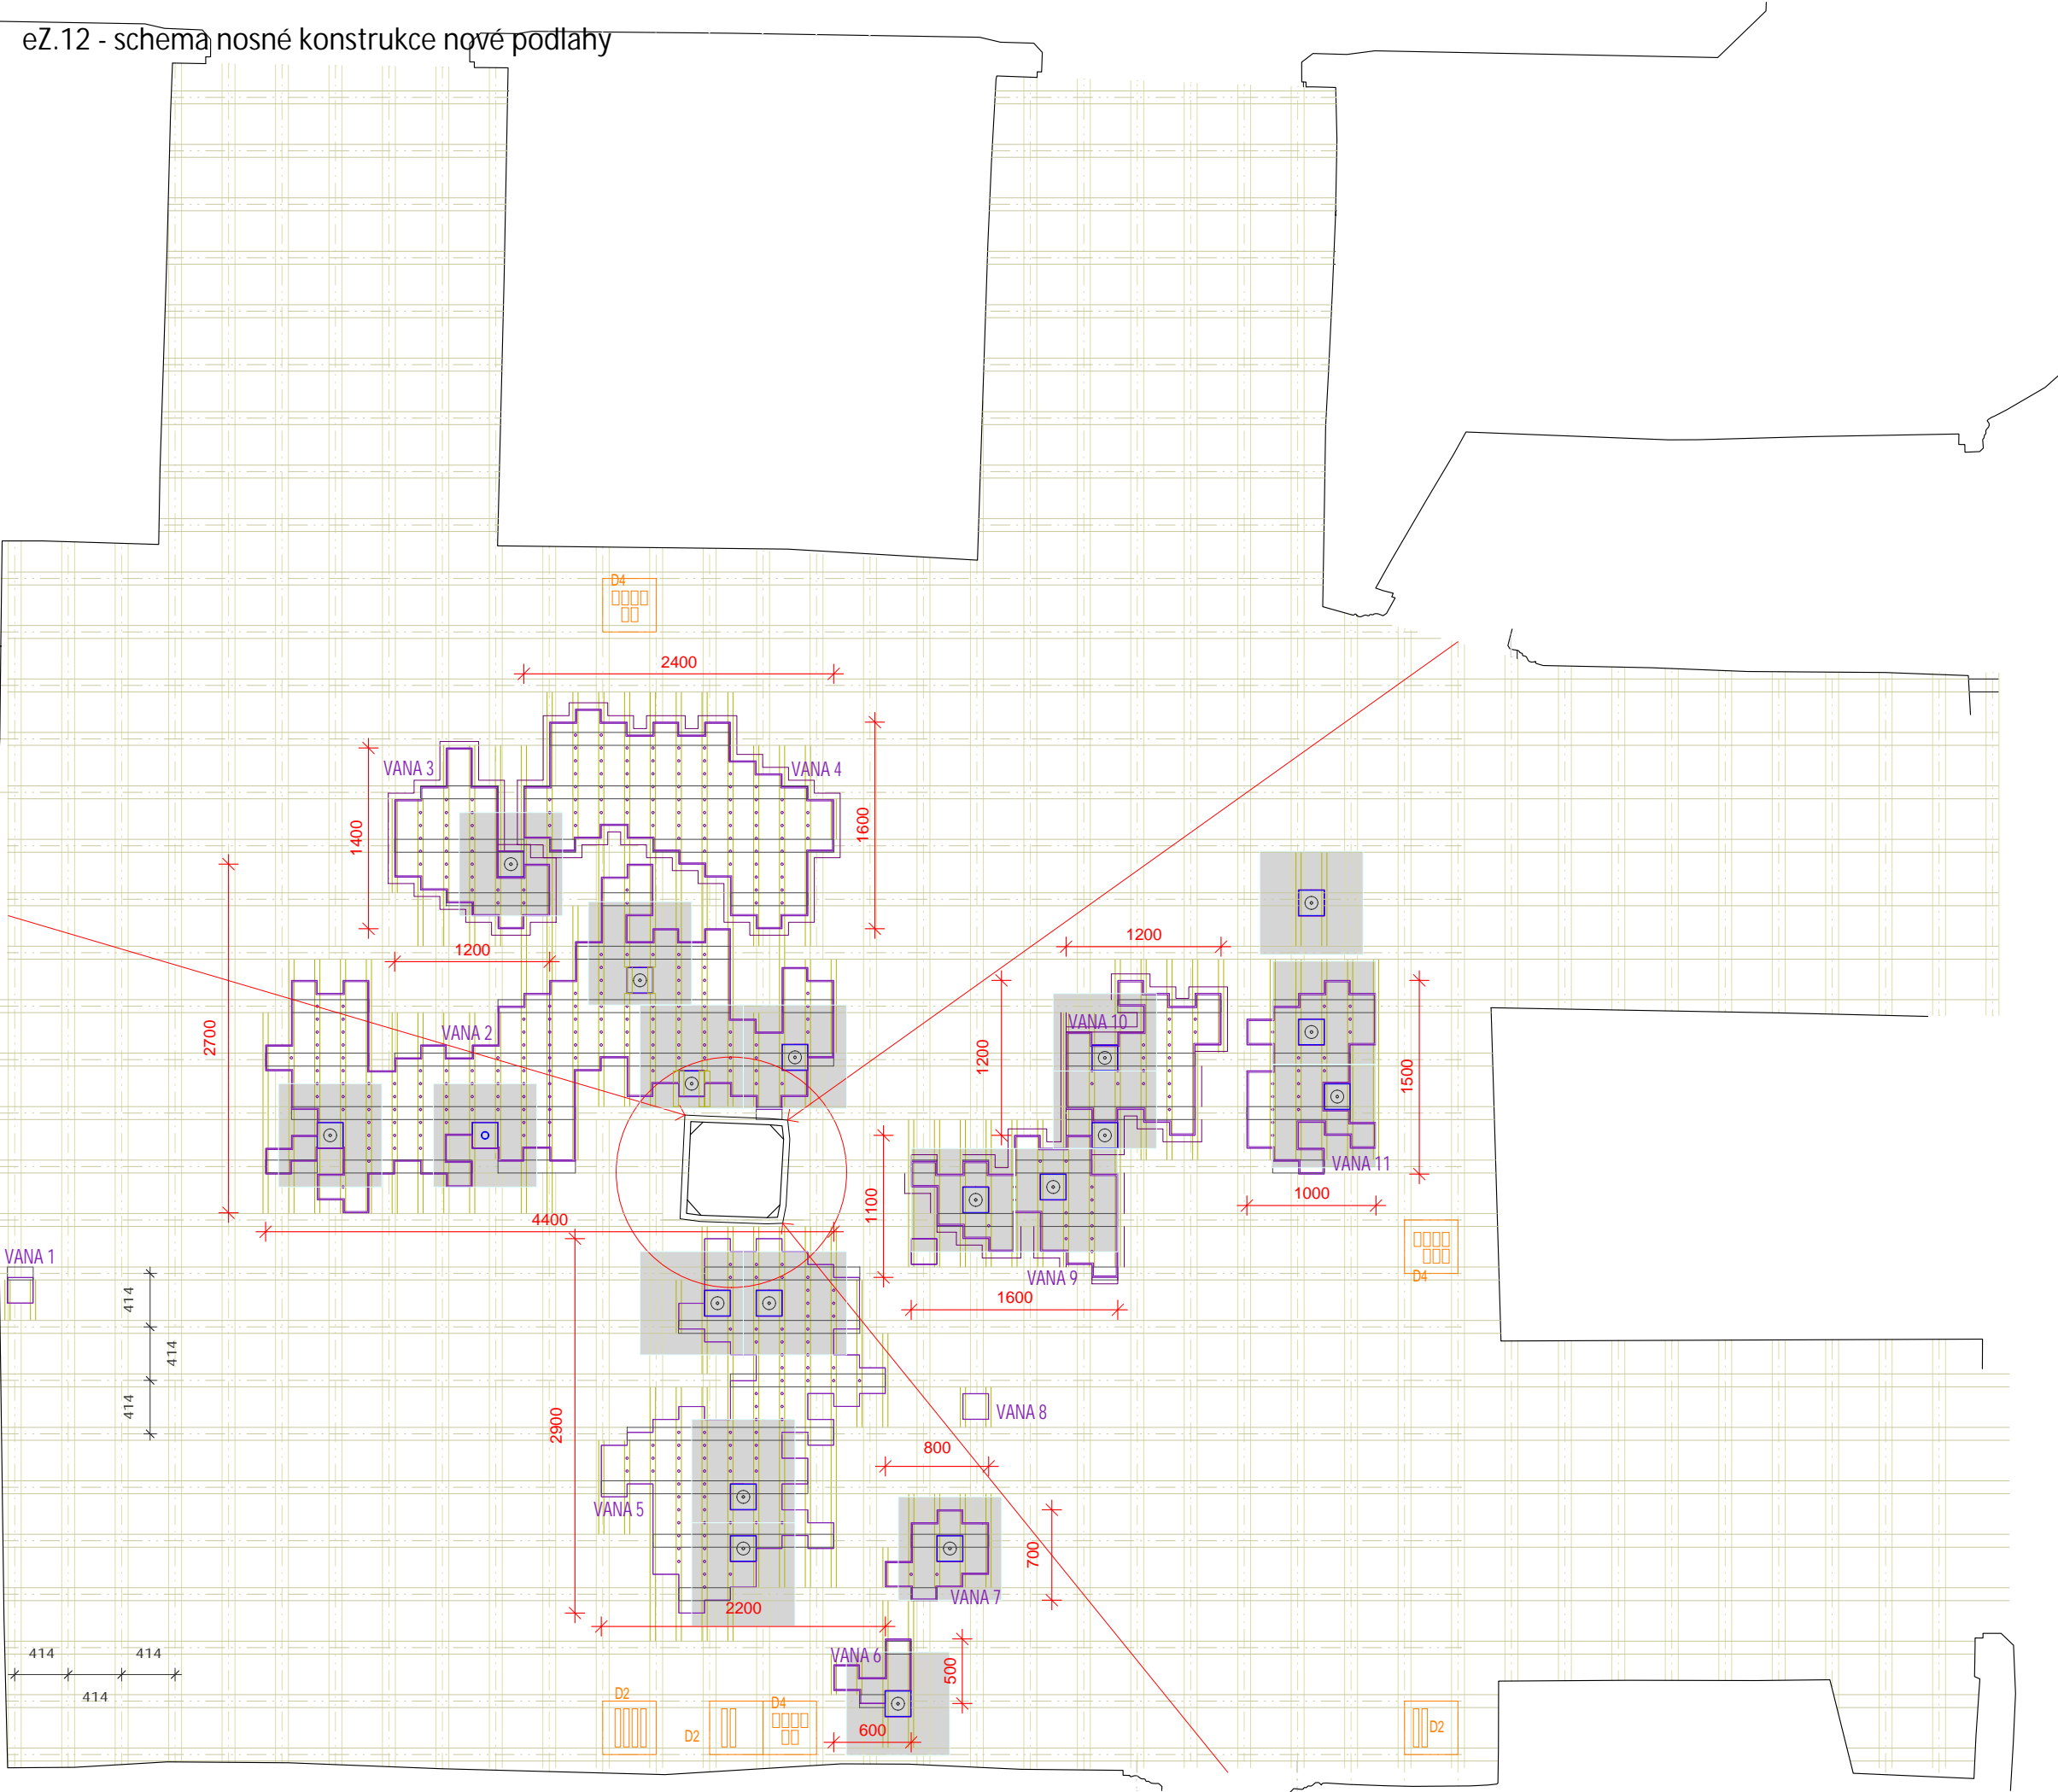 eZ.12 - schema nosné konstrukce nové podlahy
D4
2400
VANA 3
VANA 4
1400
1600
1200
1200
2700
VANA 2
VANA 10
1200
1500
VANA 11
1100
1000
4400
VANA 1
VANA 9
D4
1600
414
414
414
2900
VANA 8
800
VANA 5
700
VANA 7
2200
VANA 6
500
414
414
414
D2
D4
D2
600
D2